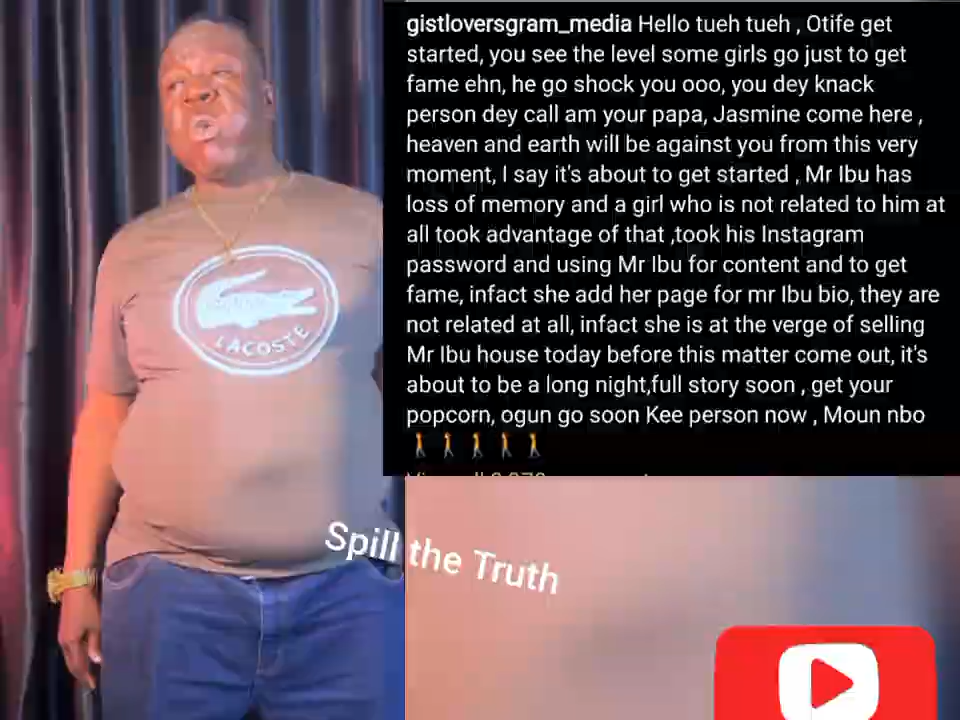 gistloversgram_media Hello tueh tueh , Otife get
started, you see the level some girls go just to get
fame ehn, he go shock you ooo, you dey knack
person dey call am your papa, Jasmine come here ,
heaven and earth will be against you from this very
moment, I say it's about to get started , Mr Ibu has
loss of memory and a girl who is not related to him at
all took advantage of that ,took his Instagram
password and using Mr Ibu for content and to get
fame, infact she add her page for mr Ibu bio, they are
not related at all, infact she is at the verge of selling
Mr Ibu house today before this matter come out, it's
about to be a long night,full story soon , get your
popcorn, ogun go soon Kee person now , Moun nbo
LACOSTE
Spill the Truth